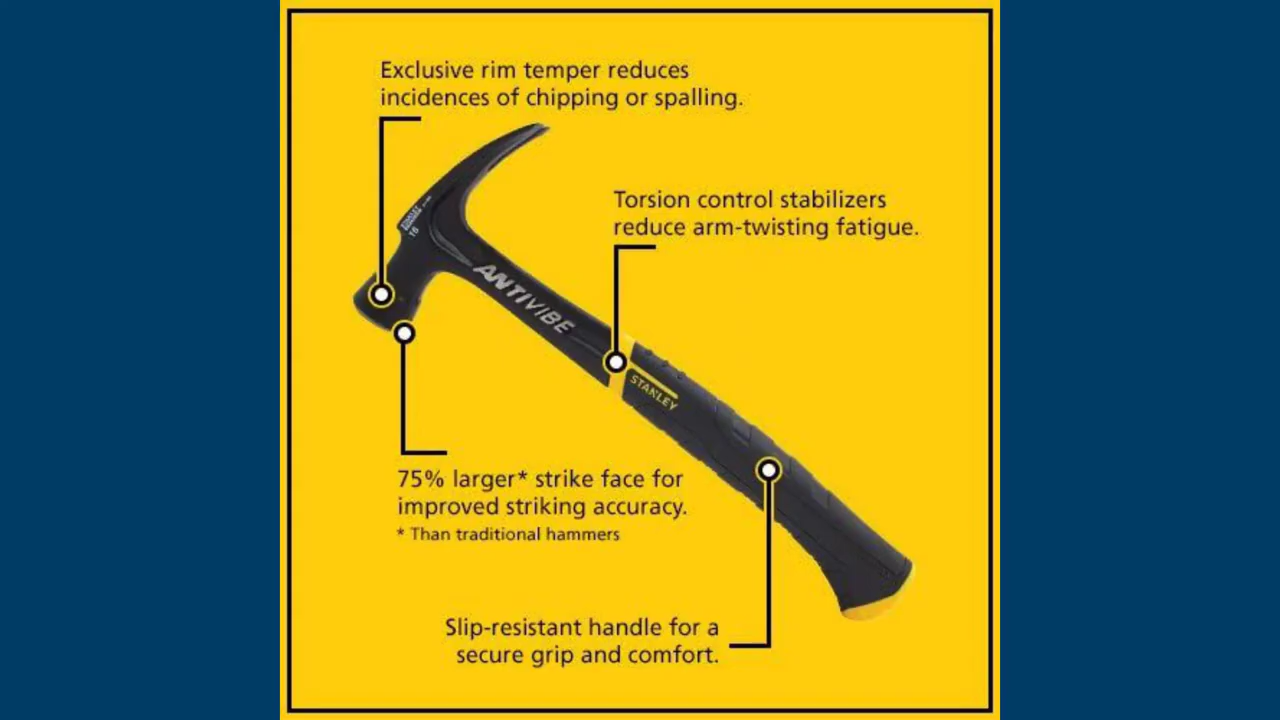 Exclusive rim temper reduces
incidences of chipping or spalling.
Torsion control stabilizers
reduce arm-twisting fatigue.
16
ANTIVIBE
STANLEY
75% larger* strike face for
improved striking accuracy.
* Than traditional hammers
Slip-resistant handle for a
secure grip and comfort.